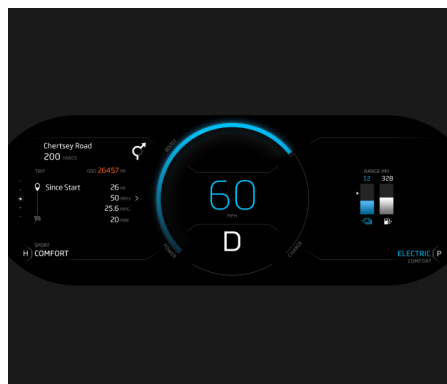 Chertsey Road
200 YARDS
TRIP
ODO 26457 MI
Since Start
26 MI
50 MPH
25.6 MPG
20 MIN
SPORT
H COMFORT
BOOST
POWER
CHARGE
60
MPH
D
RANGE (MI)
12 328
ELECTRIC P
COMFORT